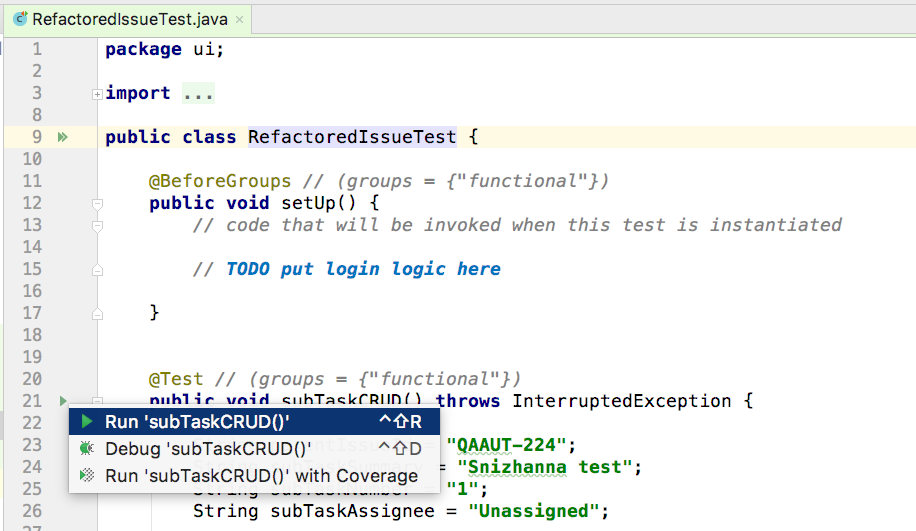 RefactoredIssueTest.java ×
1 package ui;
2
3 import ...
8
9 public class RefactoredIssueTest {
10
11 @BeforeGroups // (groups = {"functional"})
12 public void setUp() {
13 // code that will be invoked when this test is instantiated
14
15 // TODO put login logic here
16
17 }
18
19
20 @Test // (groups = {"functional"})
21 public void subTaskCRUD() throws InterruptedException {
22 Run 'subTaskCRUD()' ^⇧R
23 Debug 'subTaskCRUD()' ^⇧D "QAAUT-224";
24 = "Snizhanna test";
Run 'subTaskCRUD()' with Coverage
25 String subTaskNumber = "1";
26 String subTaskAssignee = "Unassigned";